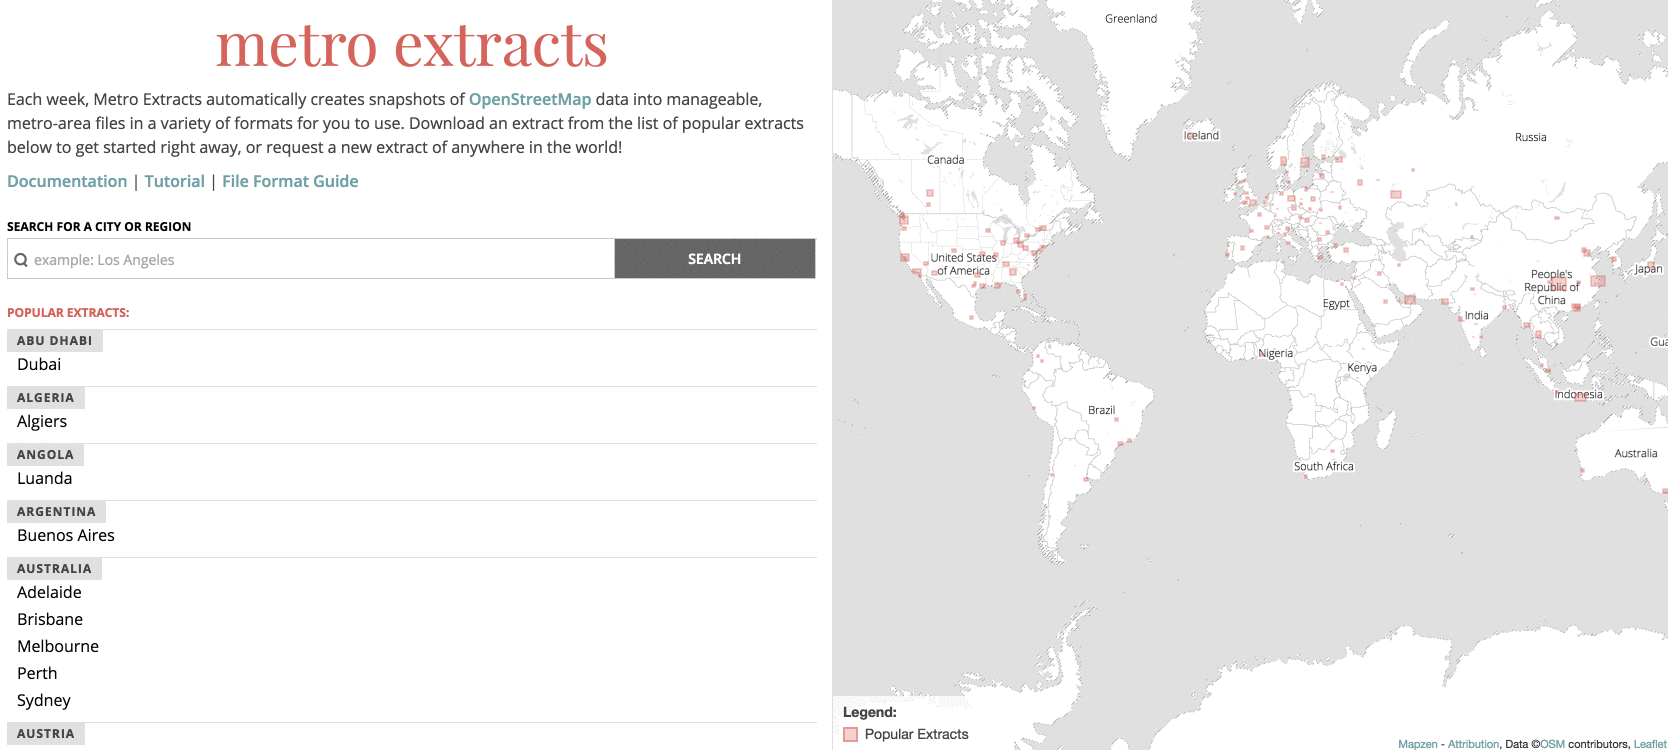 metro extracts
Each week, Metro Extracts automatically creates snapshots of OpenStreetMap data into manageable,
metro-area files in a variety of formats for you to use. Download an extract from the list of popular extracts
below to get started right away, or request a new extract of anywhere in the world!
Documentation | Tutorial | File Format Guide
SEARCH FOR A CITY OR REGION
example: Los Angeles
SEARCH
POPULAR EXTRACTS:
ABU DHABI
Dubai
ALGERIA
Algiers
ANGOLA
Luanda
ARGENTINA
Buenos Aires
AUSTRALIA
Adelaide
Brisbane
Melbourne
Perth
Sydney
AUSTRIA
Greenland
Iceland
Russia
Canada
United States
of America
People's
Republic of
China
Japan
Egypt
India
Gua
Nigeria
Kenya
Indonesia
Brazil
Australia
South Africa
Legend:
Popular Extracts
Mapzen - Attribution, Data ©OSM contributors, Leaflet